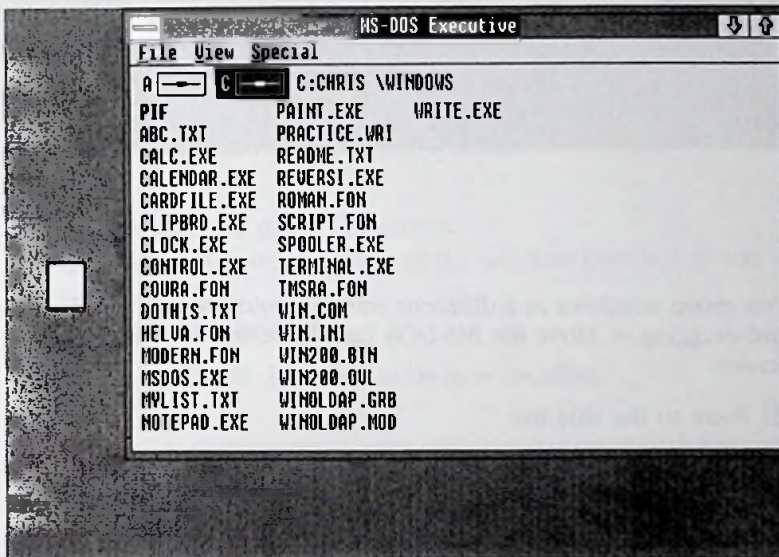 MS-DOS Executive
File View Special
A C C:CHRIS \WINDOWS
PIF PAINT.EXE WRITE.EXE
ABC.TXT PRACTICE.WRI
CALC.EXE README.TXT
CALENDAR.EXE REVERSI.EXE
CARDFILE.EXE ROMAN.FON
CLIPBRD.EXE SCRIPT.FON
CLOCK.EXE SPOOLER.EXE
CONTROL.EXE TERMINAL.EXE
COURA.FON TMSRA.FON
DOTHIS.TXT WIN.COM
HELVA.FON WIN.INI
MODERN.FON WIN200.BIN
MSDOS.EXE WIN200.OVL
MYLIST.TXT WINOLDAP.GRB
NOTEPAD.EXE WINOLDAP.MOD